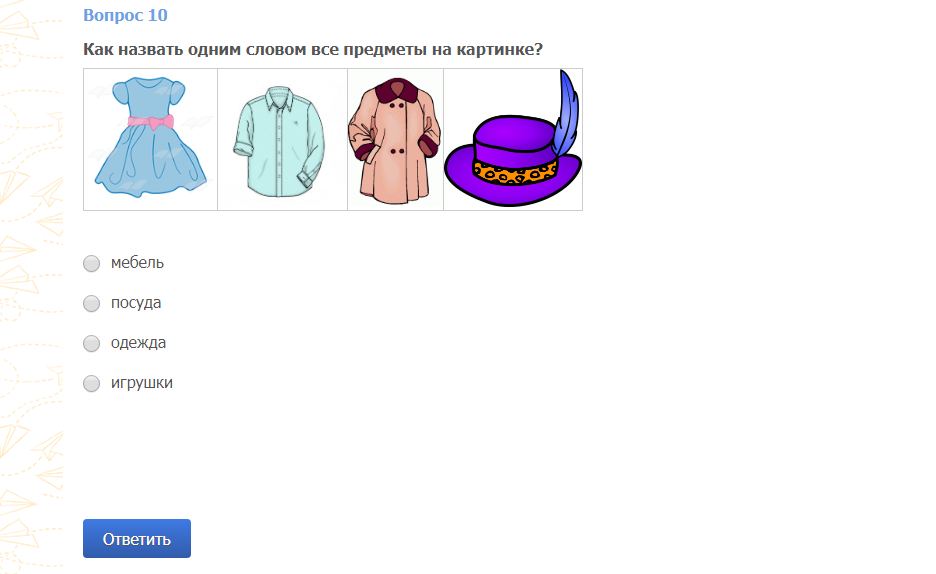 Вопрос 10
Как назвать одним словом все предметы на картинке?
мебель
посуда
одежда
игрушки
Ответить